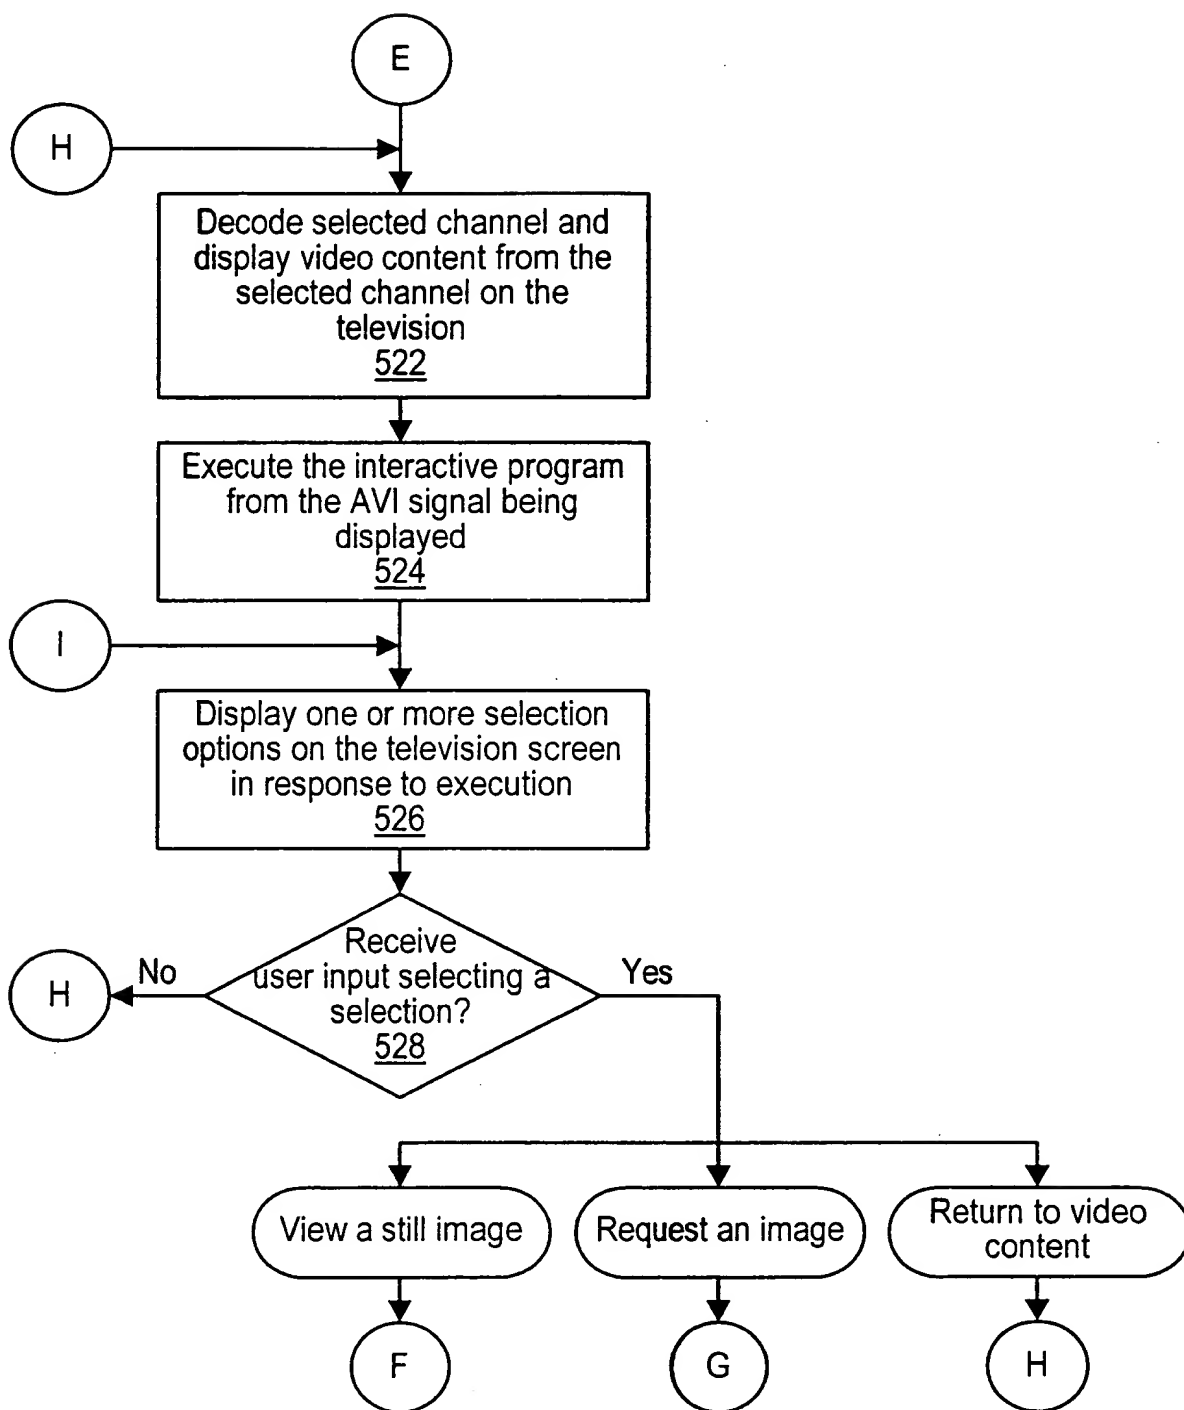 E
H
Decode selected channel and
display video content from the
selected channel on the
television
522
Execute the interactive program
from the AVI signal being
displayed
524
I
Display one or more selection
options on the television screen
in response to execution
526
Receive
user input selecting a
selection?
528
No
Yes
H
View a still image
Request an image
Return to video
content
F
G
H